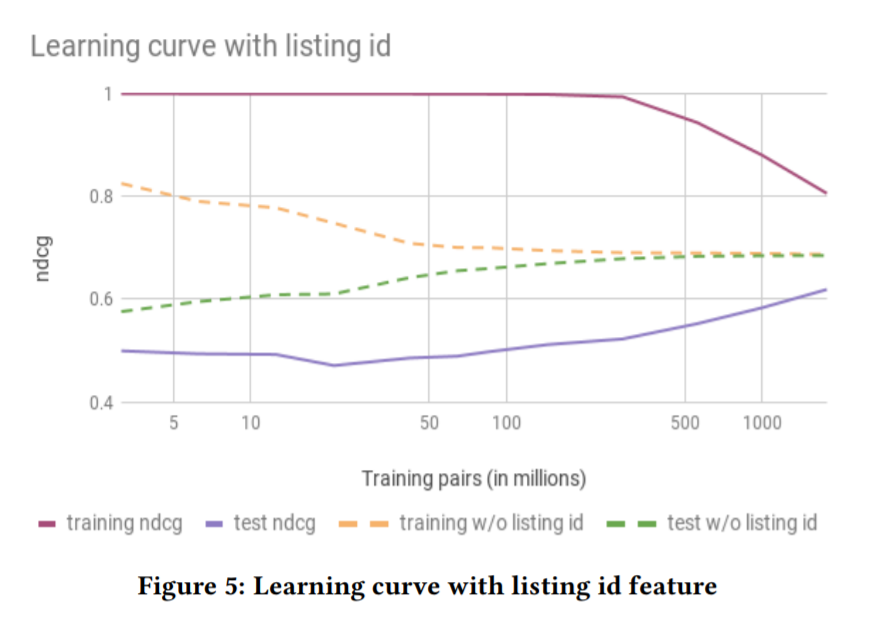 Learning curve with listing id
1
0.8
0.6
0.4
ndcg
5 10 50 100 500 1000
Training pairs (in millions)
training ndcg test ndcg training w/o listing id test w/o listing id
Figure 5: Learning curve with listing id feature